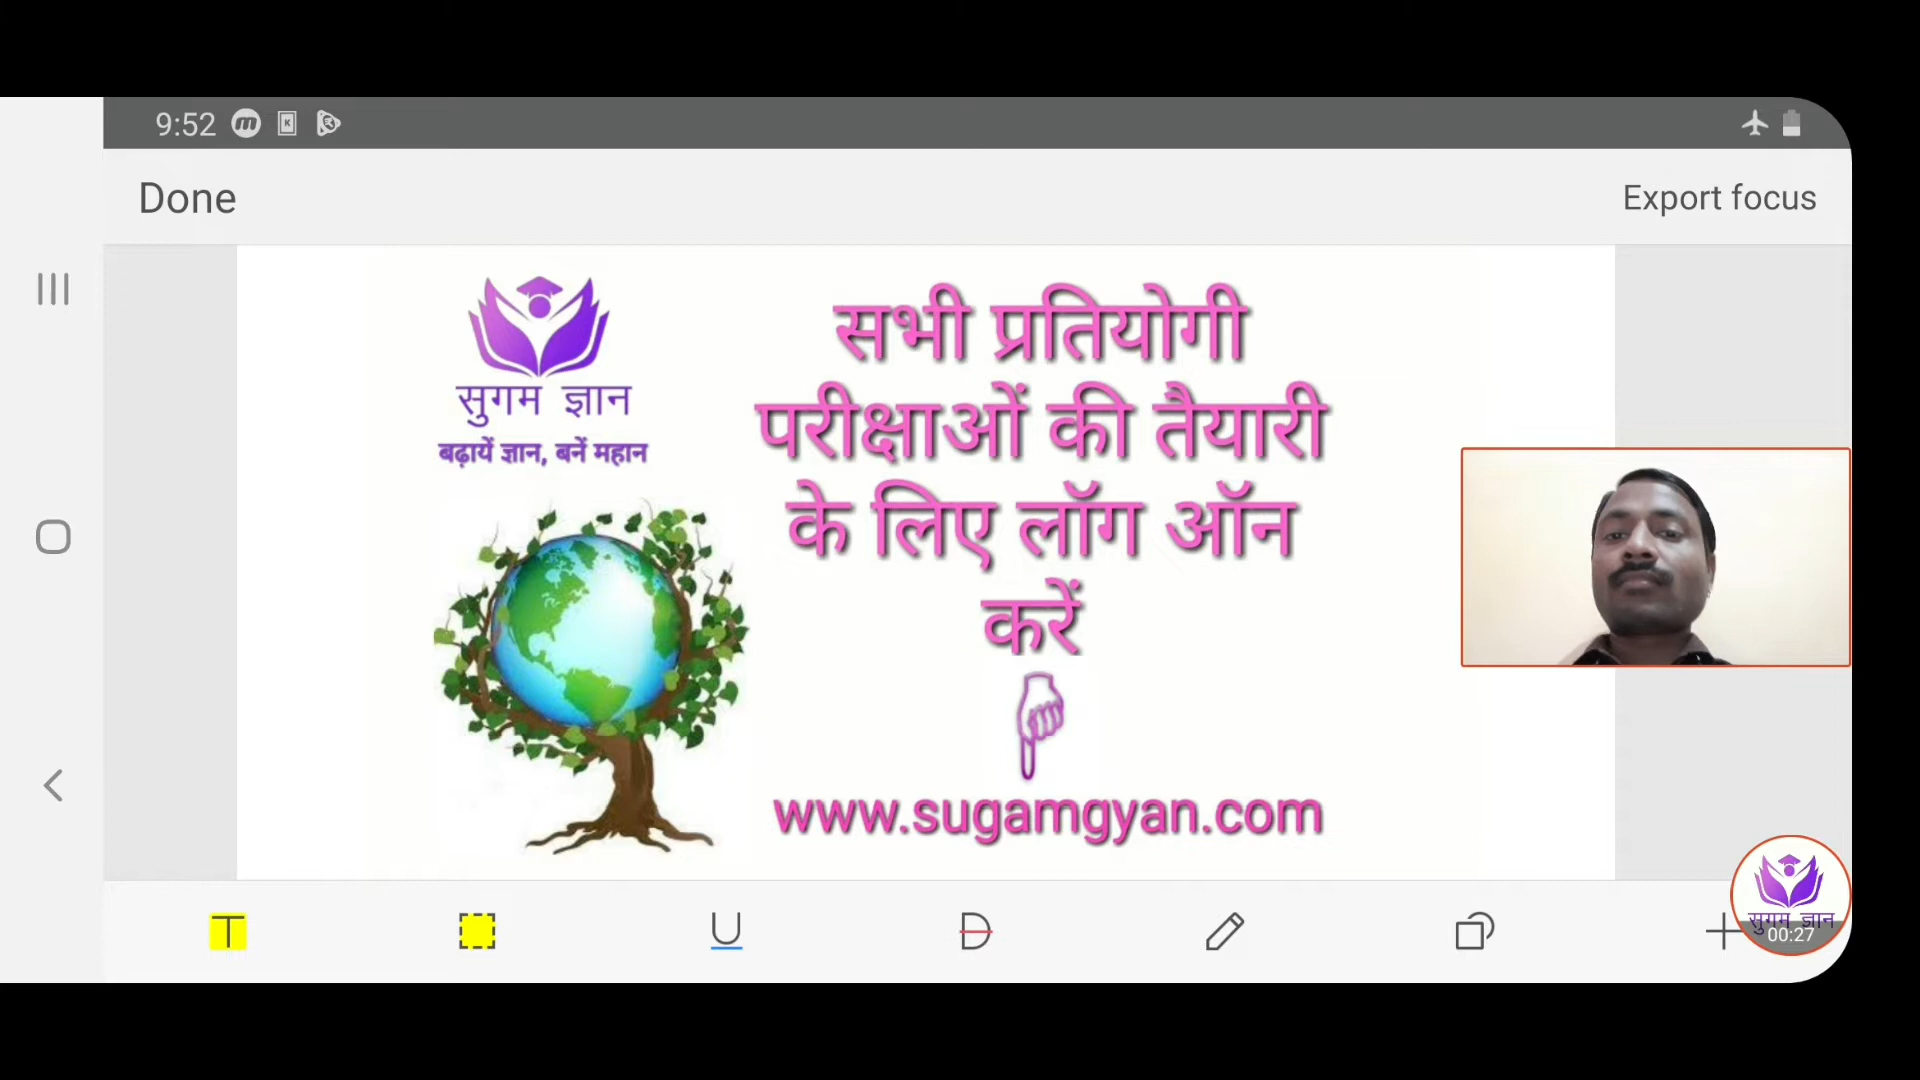 9:52
Done
Export focus
सुगम ज्ञान
बढ़ायें ज्ञान, बनें महान
सभी प्रतियोगी
परीक्षाओं की तैयारी
के लिए लॉग ऑन
करें
www.sugamgyan.com
सुगम ज्ञान
00:27